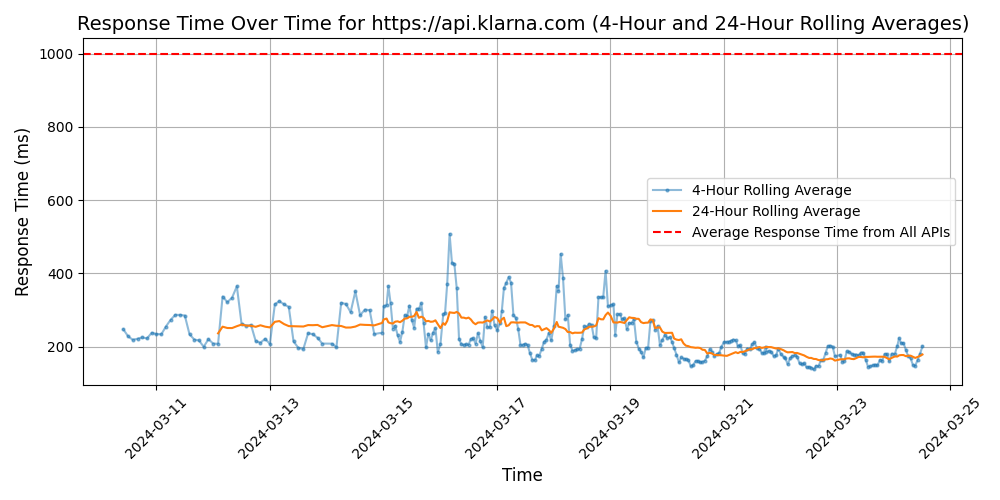 Response Time Over Time for https://api.klarna.com (4-Hour and 24-Hour Rolling Averages)
Response Time (ms)
1000
800
600
400
200
4-Hour Rolling Average
24-Hour Rolling Average
Average Response Time from All APIs
2024-03-11
2024-03-13
2024-03-15
2024-03-17
2024-03-19
2024-03-21
2024-03-23
2024-03-25
Time